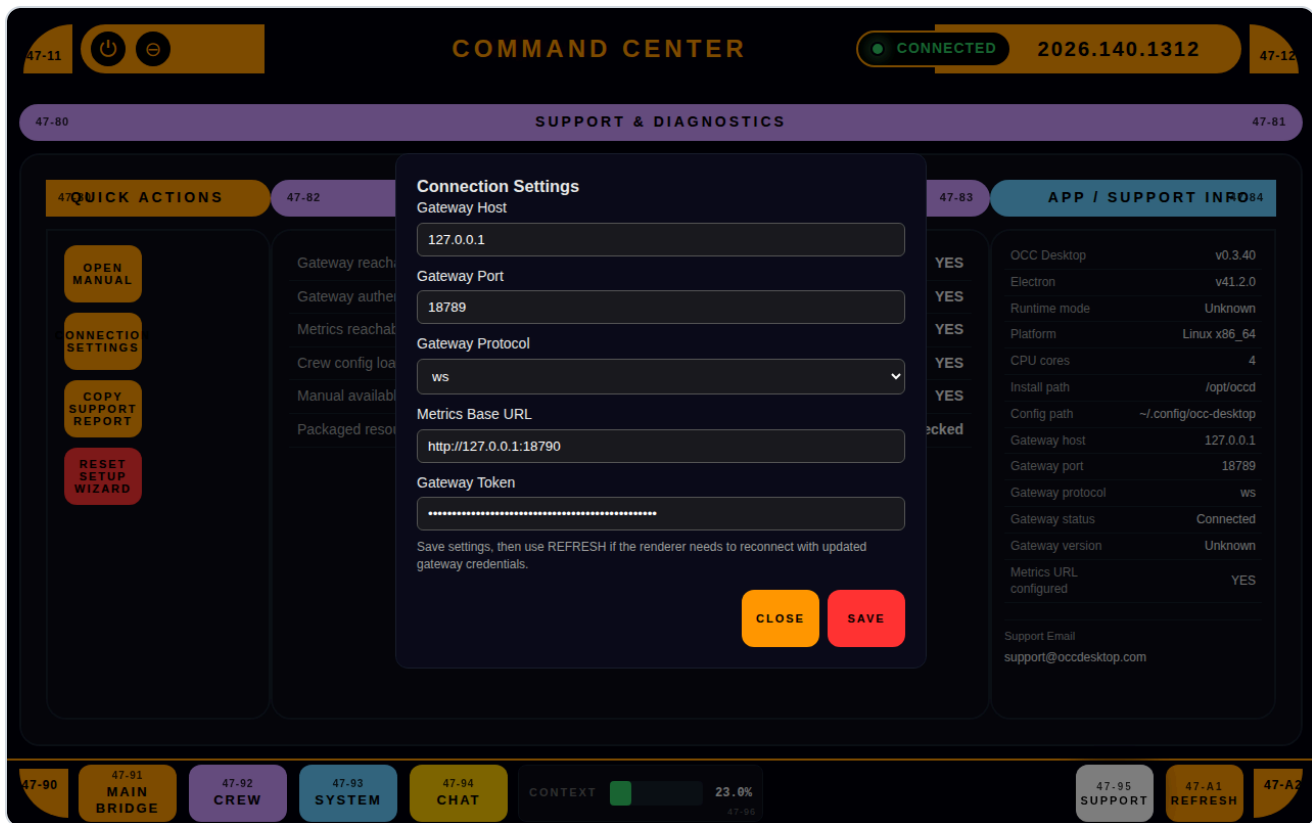 47-11
COMMAND CENTER
CONNECTED
2026.140.1312
47-12
47-80
SUPPORT & DIAGNOSTICS
47-81
QUICK ACTIONS
47-82
47-83
APP / SUPPORT INFO
84
OPEN
MANUAL
CONNECTION
SETTINGS
COPY
SUPPORT
REPORT
RESET
SETUP
WIZARD
Gateway reacha
YES
Gateway authen
YES
Metrics reachab
YES
Crew config loa
YES
Manual availabl
YES
Packaged resou
ecked
Connection Settings
Gateway Host
127.0.0.1
Gateway Port
18789
Gateway Protocol
ws
Metrics Base URL
http://127.0.0.1:18790
Gateway Token
••••••••••••••••••••••••••••••••••••••••••••••••
Save settings, then use REFRESH if the renderer needs to reconnect with updated
gateway credentials.
CLOSE
SAVE
OCC Desktop v0.3.40
Electron v41.2.0
Runtime mode Unknown
Platform Linux x86_64
CPU cores 4
Install path /opt/occd
Config path ~/.config/occ-desktop
Gateway host 127.0.0.1
Gateway port 18789
Gateway protocol ws
Gateway status Connected
Gateway version Unknown
Metrics URL
configured YES
Support Email
support@occdesktop.com
47-90
47-91
MAIN
BRIDGE
47-92
CREW
47-93
SYSTEM
47-94
CHAT
CONTEXT
23.0%
47-96
47-95
SUPPORT
47-A1
REFRESH
47-A2